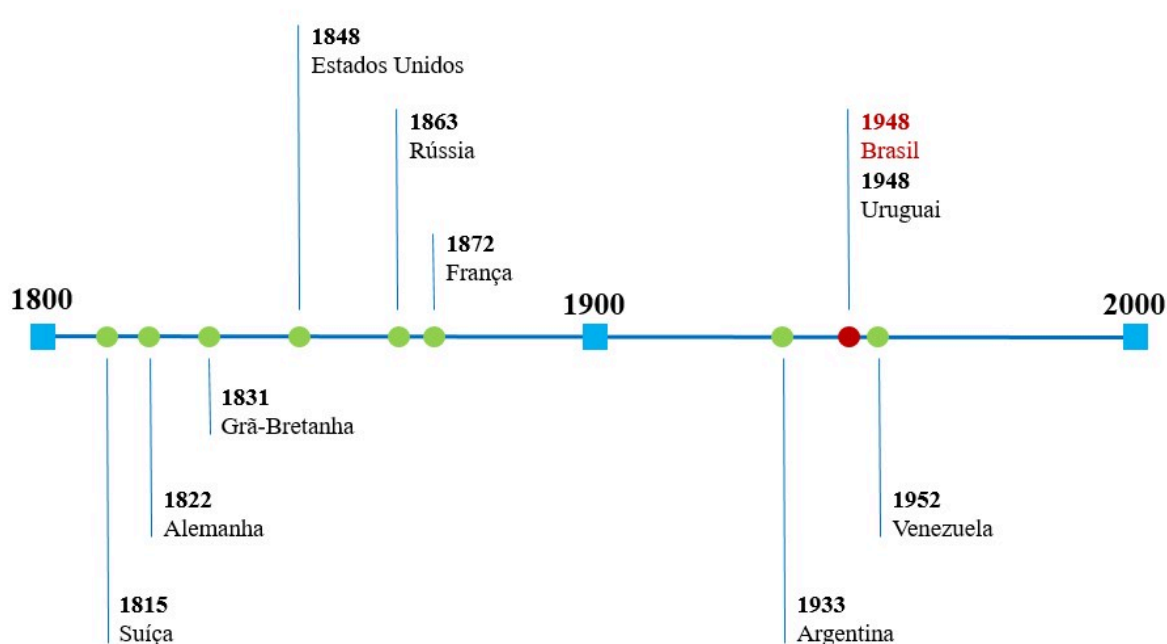 1848
Estados Unidos
1863
Rússia
1948
Brasil
1948
Uruguai
1872
França
1800
1900
2000
1831
Grã-Bretanha
1822
Alemanha
1952
Venezuela
1815
Suíça
1933
Argentina